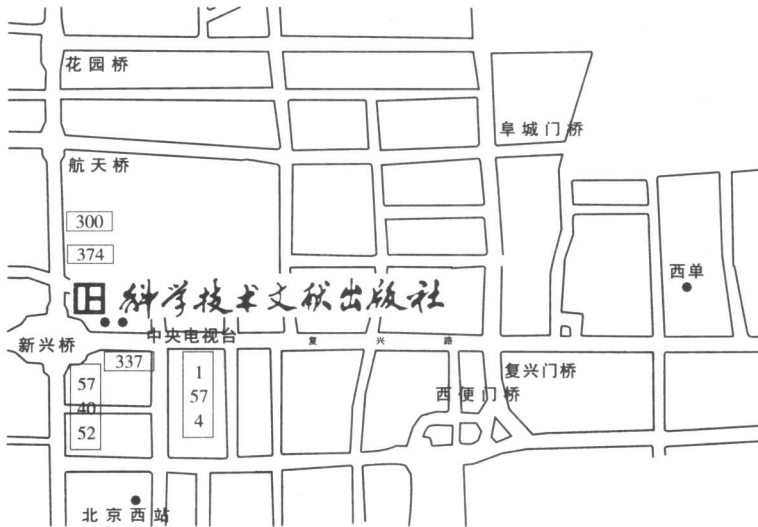 花园桥
阜城门桥
航天桥
300
374
西单
科学技术文献出版社
中央电视台
复兴路
新兴桥
337
复兴门桥
57
40
52
1
57
4
西便门桥
北京西站